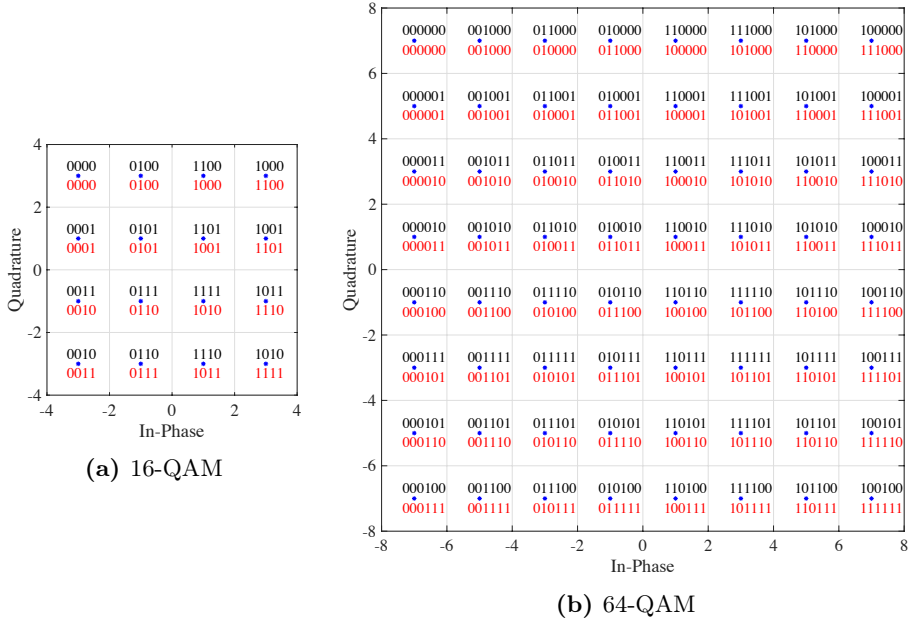 4
2
0
-2
-4
Quadrature
0000 0100 1100 1000
0000 0100 1000 1100
0001 0101 1101 1001
0001 0101 1001 1101
0011 0111 1111 1011
0010 0110 1010 1110
0010 0110 1110 1010
0011 0111 1011 1111
-4 -2 0 2 4
In-Phase
(a) 16-QAM
8
6
4
2
0
-2
-4
-6
-8
Quadrature
000000 001000 011000 010000 110000 111000 101000 100000
000000 001000 010000 011000 100000 101000 110000 111000
000001 001001 011001 010001 110001 111001 101001 100001
000001 001001 010001 011001 100001 101001 110001 111001
000011 001011 011011 010011 110011 111011 101011 100011
000010 001010 010010 011010 100010 101010 110010 111010
000010 001010 011010 010010 110010 111010 101010 100010
000011 001011 010011 011011 100011 101011 110011 111011
000110 001110 011110 010110 110110 111110 101110 100110
000100 001100 010100 011100 100100 101100 110100 111100
000111 001111 011111 010111 110111 111111 101111 100111
000101 001101 010101 011101 100101 101101 110101 111101
000101 001101 011101 010101 110101 111101 101101 100101
000110 001110 010110 011110 100110 101110 110110 111110
000100 001100 011100 010100 110100 111100 101100 100100
000111 001111 010111 011111 100111 101111 110111 111111
-8 -6 -4 -2 0 2 4 6 8
In-Phase
(b) 64-QAM